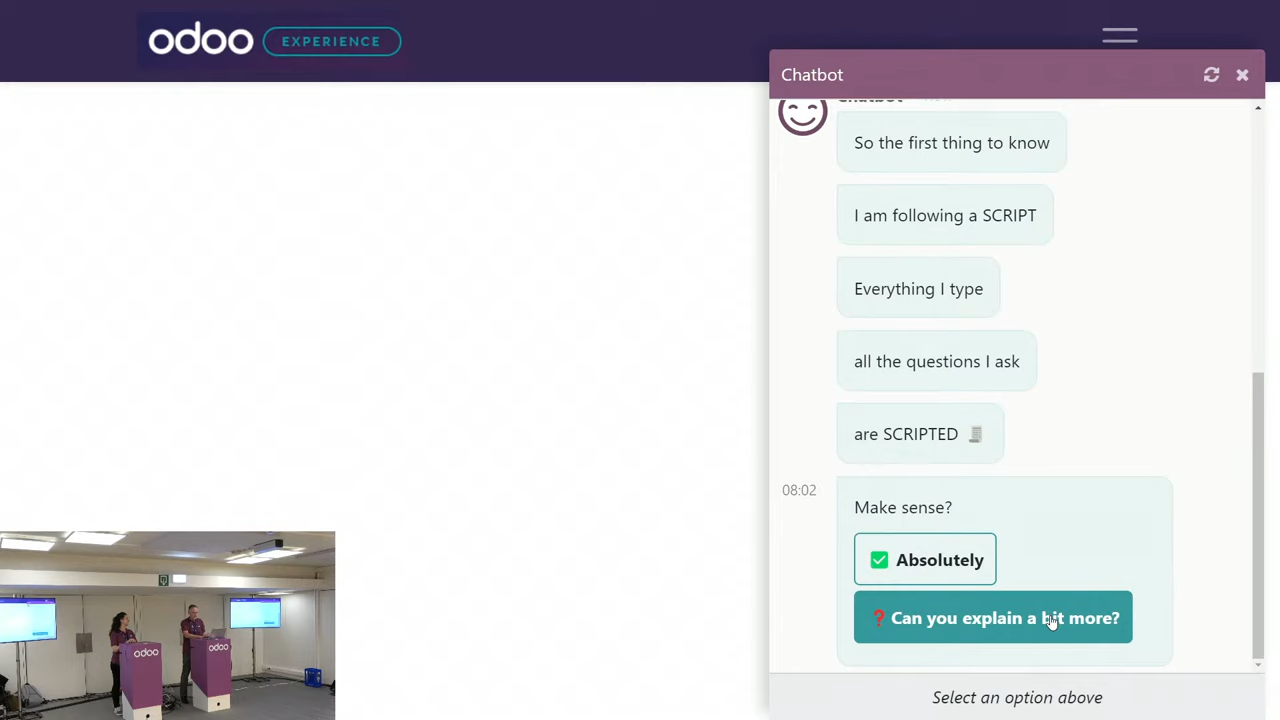 odoo EXPERIENCE
Chatbot
So the first thing to know
I am following a SCRIPT
Everything I type
all the questions I ask
are SCRIPTED
08:02
Make sense?
Absolutely
❓Can you explain a bit more?
Select an option above
odoo
odoo